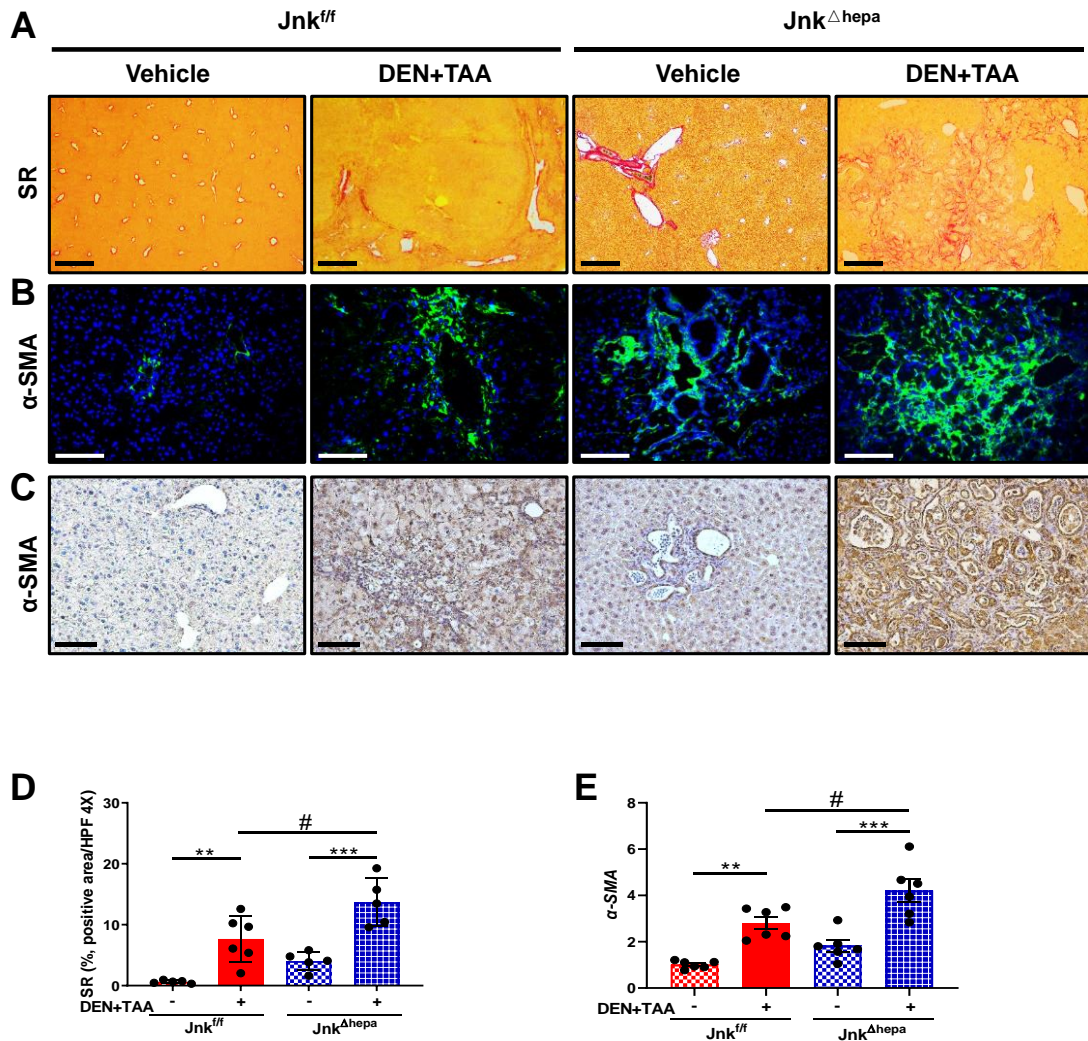 A
Jnk^f/f
Jnk^△hepa
Vehicle
DEN+TAA
Vehicle
DEN+TAA
SR
B
α-SMA
C
α-SMA
D
SR (%, positive area/HPF 4X)
30
20
10
0
**
#
***
DEN+TAA
-
+
-
+
Jnk^f/f
Jnk^Δhepa
E
α-SMA
8
6
4
2
0
**
#
***
DEN+TAA
-
+
-
+
Jnk^f/f
Jnk^Δhepa